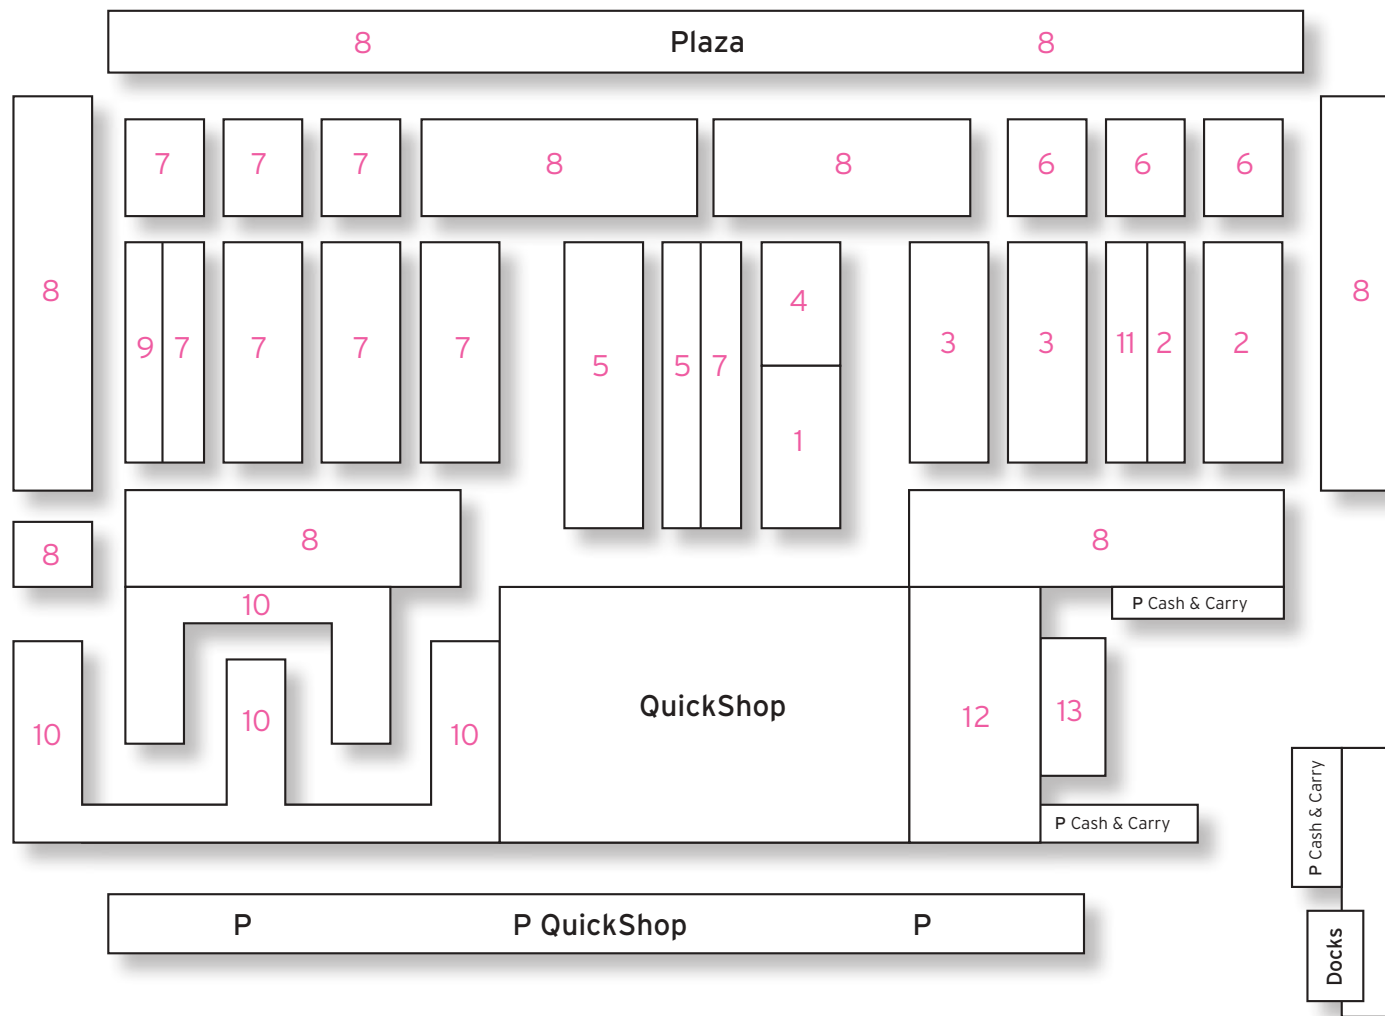 8 Plaza 8
7 7 7 8 8 6 6 6
8 8
9 7 7 7 7 5 5 7 4 3 3 11 2 2
1
8 8 8
10 P Cash & Carry
10 10 10 QuickShop 12 13
P Cash & Carry
P Cash & Carry
P P QuickShop P
Docks